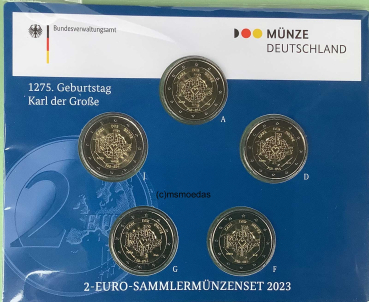 Bundesverwaltungsamt
MÜNZE
DEUTSCHLAND
1275. Geburtstag
Karl der Große
A
J
D
(c)msmoedas
G
F
2-EURO-SAMMLERMÜNZENSET 2023